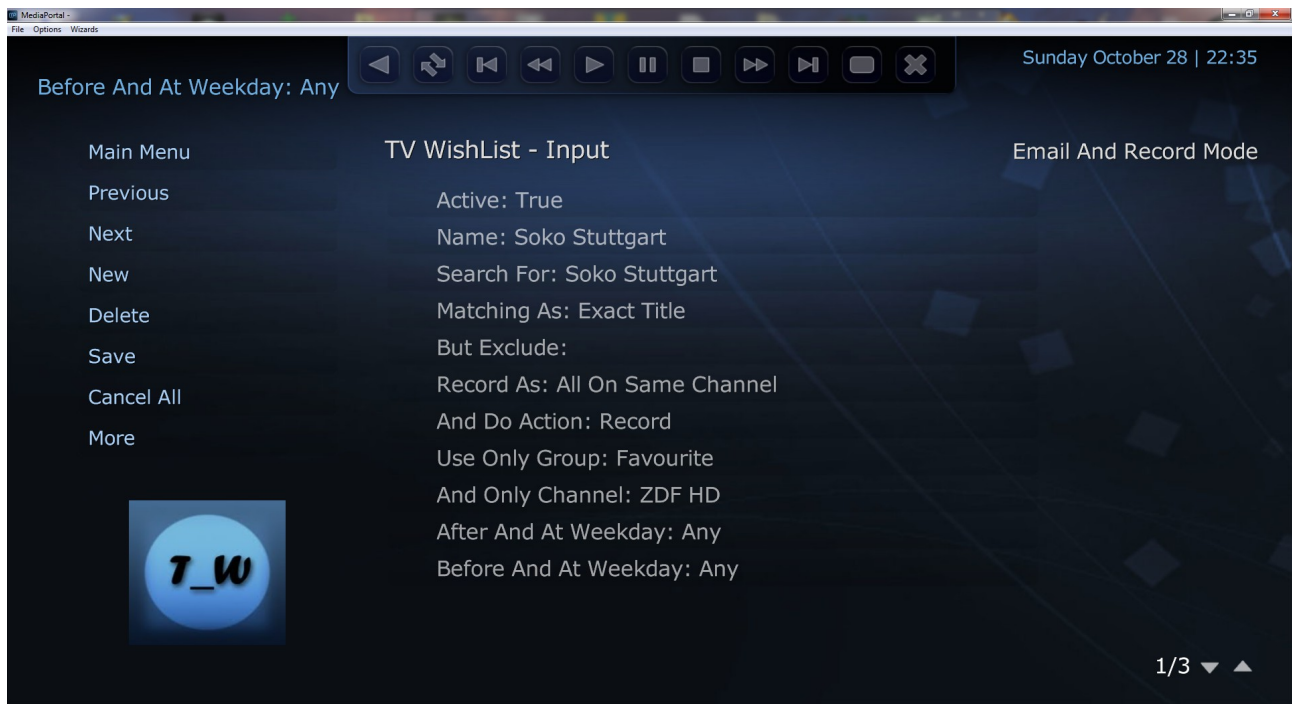 MediaPortal -
File Options Wizards
Sunday October 28 | 22:35
Before And At Weekday: Any
TV WishList - Input
Email And Record Mode
Main Menu
Previous
Next
New
Delete
Save
Cancel All
More
Active: True
Name: Soko Stuttgart
Search For: Soko Stuttgart
Matching As: Exact Title
But Exclude:
Record As: All On Same Channel
And Do Action: Record
Use Only Group: Favourite
And Only Channel: ZDF HD
After And At Weekday: Any
Before And At Weekday: Any
T_W
1/3